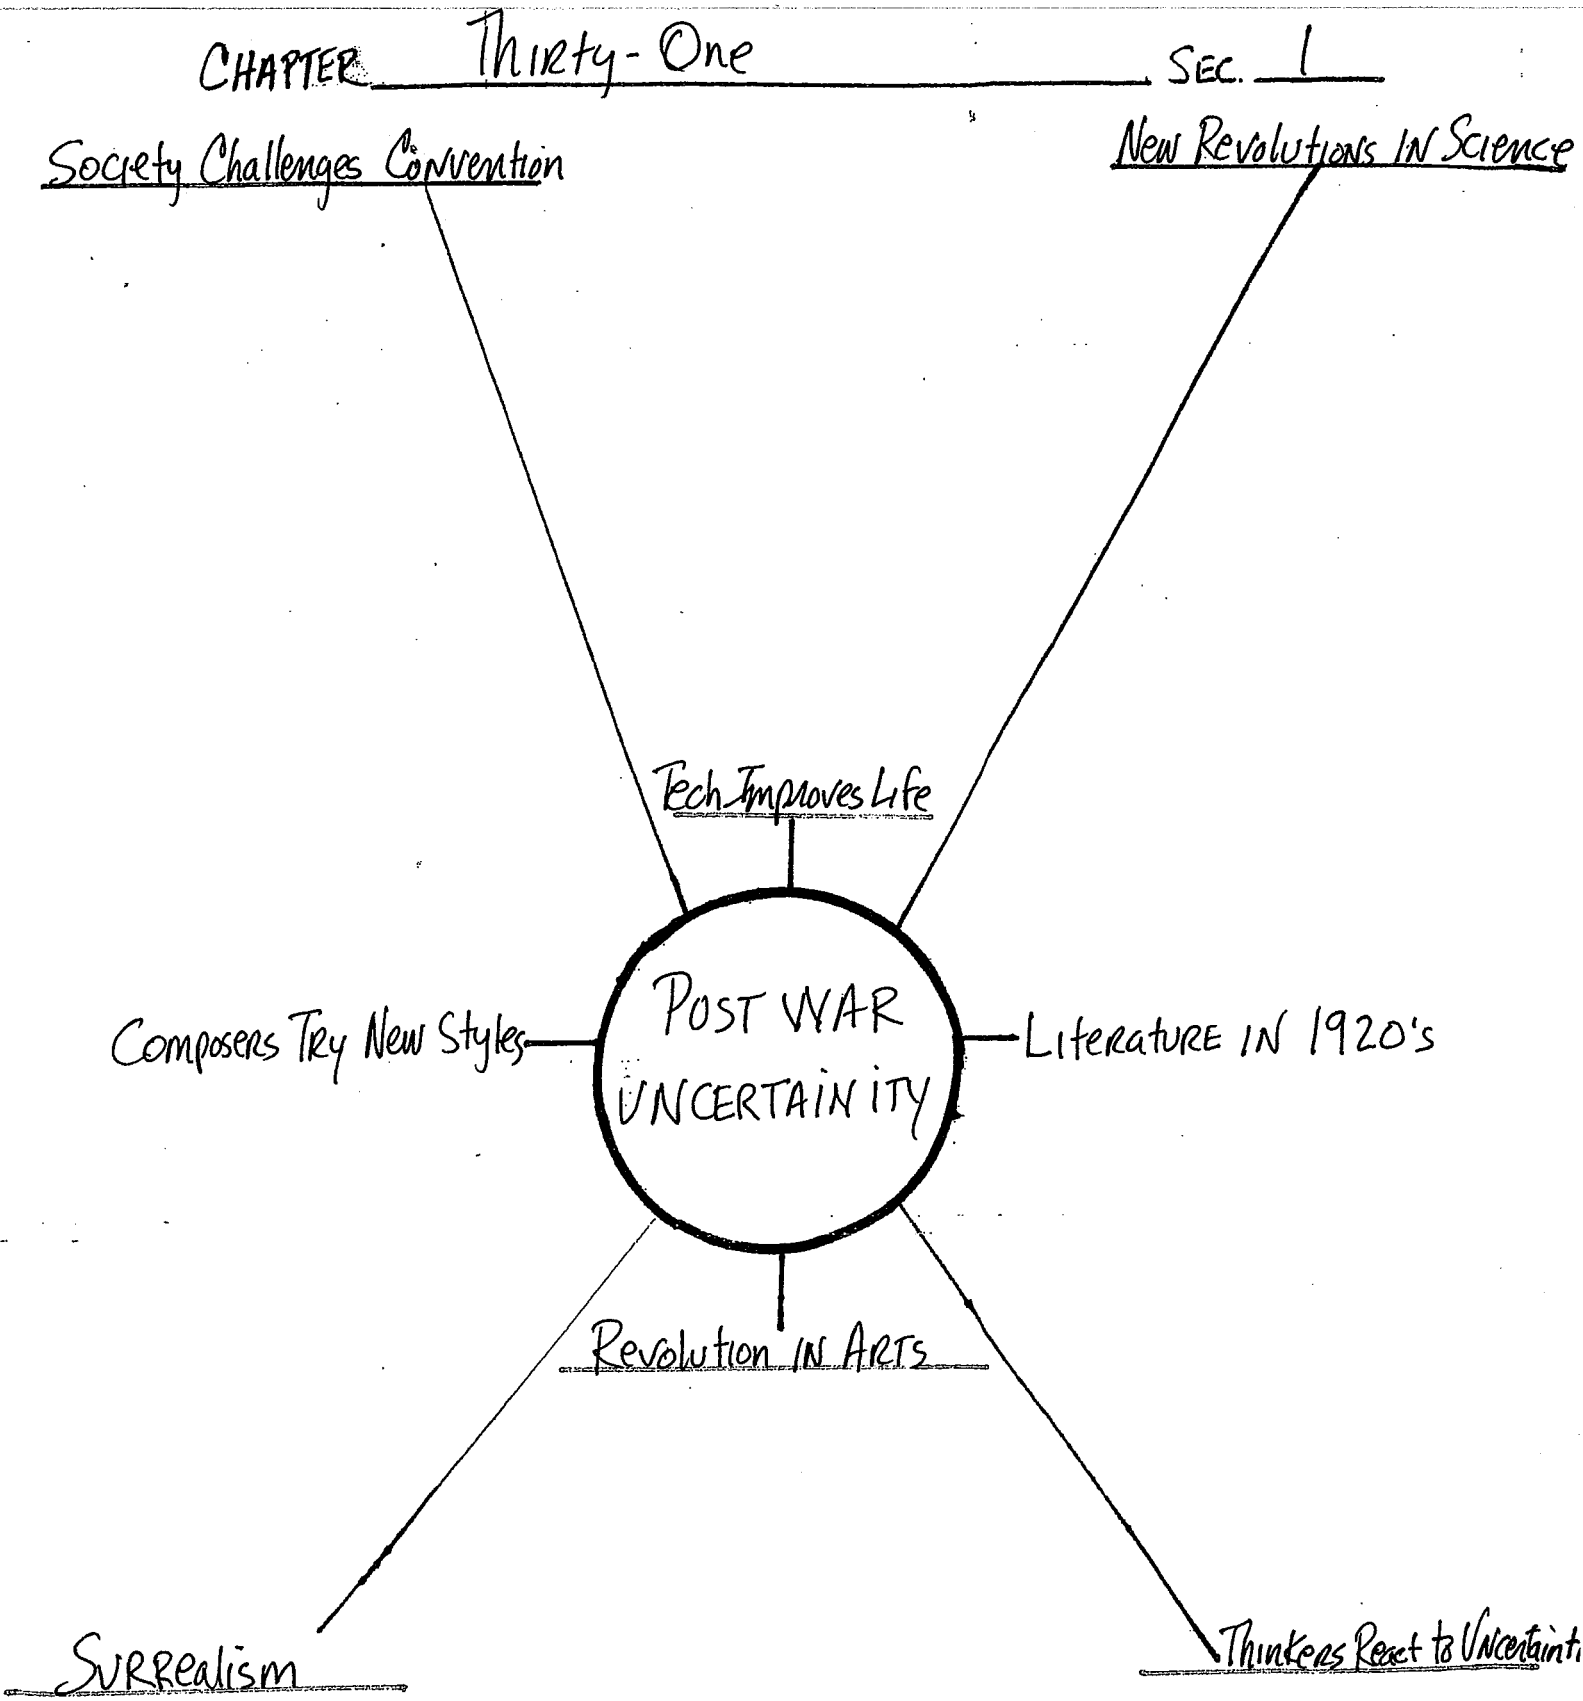 CHAPTER Thirty-One SEC. 1
Society Challenges Convention
New Revolutions in Science
Tech Improves Life
Composers Try New Styles
POST WAR
UNCERTAINITY
Literature in 1920's
Revolution in Arts
Surrealism
Thinkers React to Uncertainti